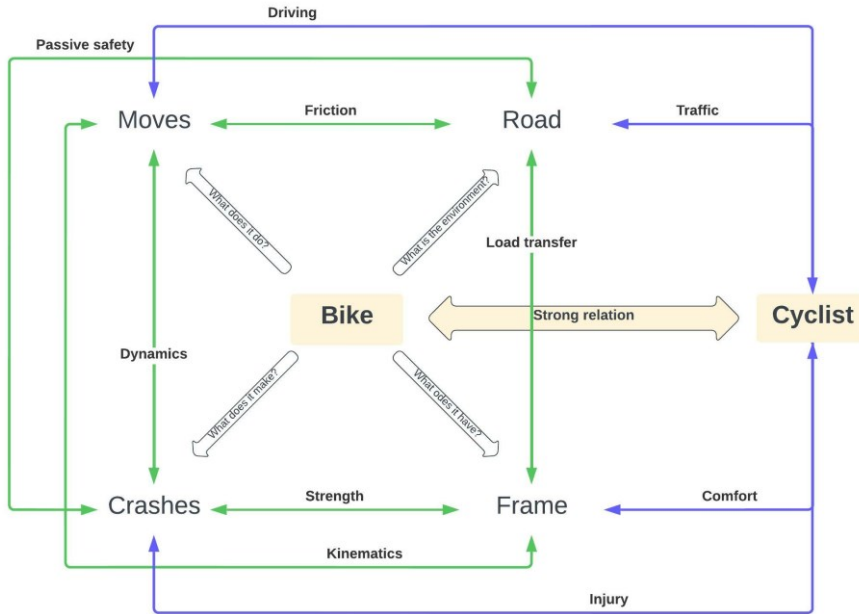 Driving
Passive safety
Moves
Friction
Road
Traffic
What does it do?
What is the environment?
Load transfer
Bike
Strong relation
Cyclist
Dynamics
What does it make?
What odes it have?
Crashes
Strength
Frame
Comfort
Kinematics
Injury